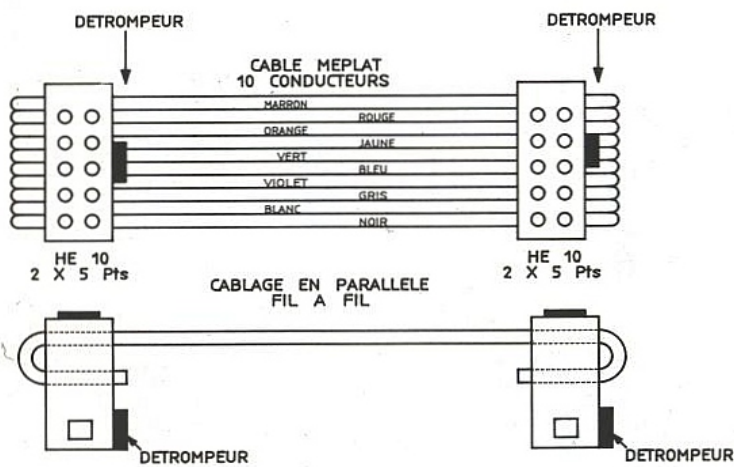 DETROMPEUR
DETROMPEUR
CABLE MEPLAT
10 CONDUCTEURS
MARRON
ROUGE
ORANGE
JAUNE
VERT
BLEU
VIOLET
GRIS
BLANC
NOIR
HE 10
2 X 5 Pts
HE 10
2 X 5 Pts
CABLAGE EN PARALLELE
FIL A FIL
DETROMPEUR
DETROMPEUR